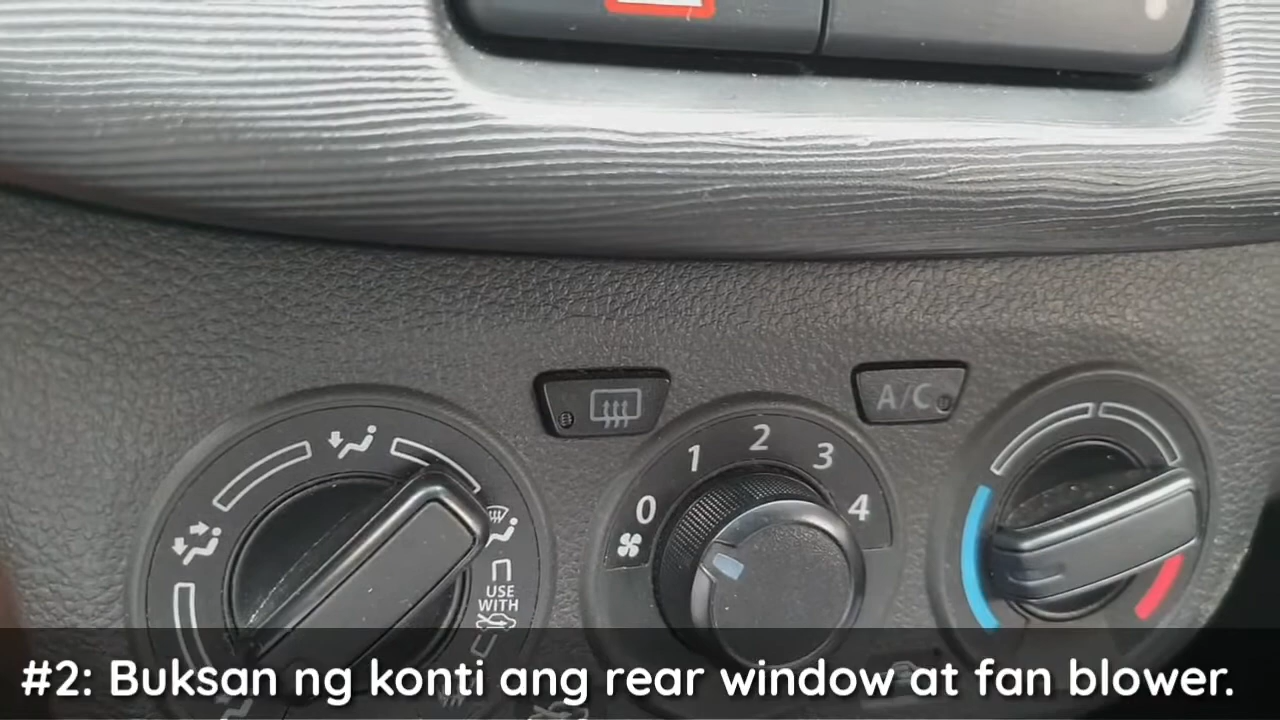 A/C
0 1 2 3 4
USE
WITH
#2: Buksan ng konti ang rear window at fan blower.